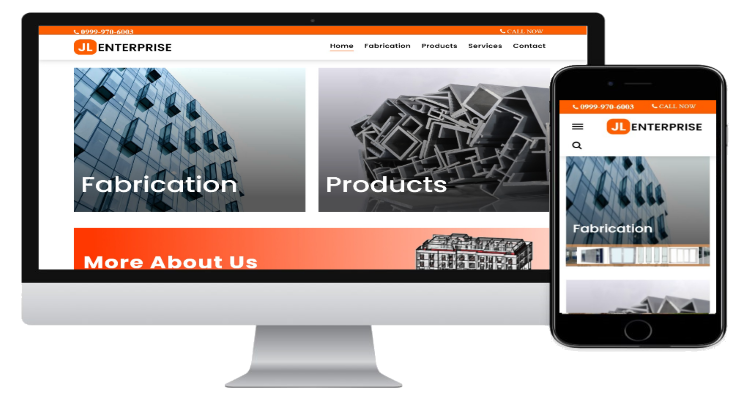 0999-970-6003 CALL NOW
JL ENTERPRISE Home Fabrication Products Services Contact
Fabrication Products
More About Us
0999-970-6003 CALL NOW
JL ENTERPRISE
Fabrication